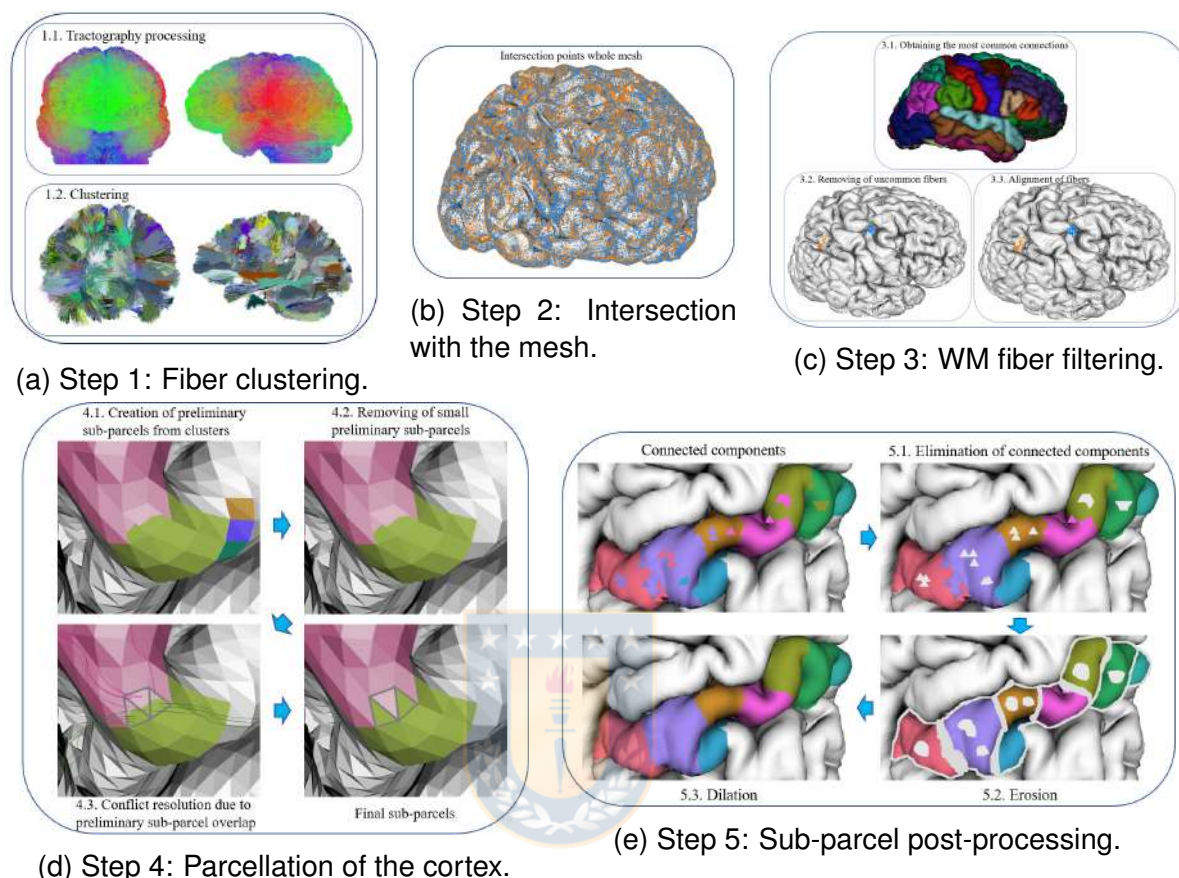 1.1. Tractography processing
1.2. Clustering
(a) Step 1: Fiber clustering.
Intersection points whole mesh
(b) Step 2: Intersection
with the mesh.
3.1. Obtaining the most common connections
3.2. Removing of uncommon fibers
3.3. Alignment of fibers
(c) Step 3: WM fiber filtering.
4.1. Creation of preliminary
sub-parcels from clusters
4.2. Removing of small
preliminary sub-parcels
4.3. Conflict resolution due to
preliminary sub-parcel overlap
Final sub-parcels
(d) Step 4: Parcellation of the cortex.
Connected components
5.1. Elimination of connected components
5.3. Dilation
5.2. Erosion
(e) Step 5: Sub-parcel post-processing.